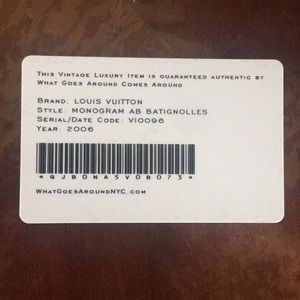 This Vintage Luxury Item is guaranteed authentic by
What Goes Around Comes Around
Brand: LOUIS VUITTON
Style: MONOGRAM AB BATIGNOLLES
Serial/Date Code: VI0096
Year: 2006
*QJBONA5V08073*
WhatGoesAroundNYC.com